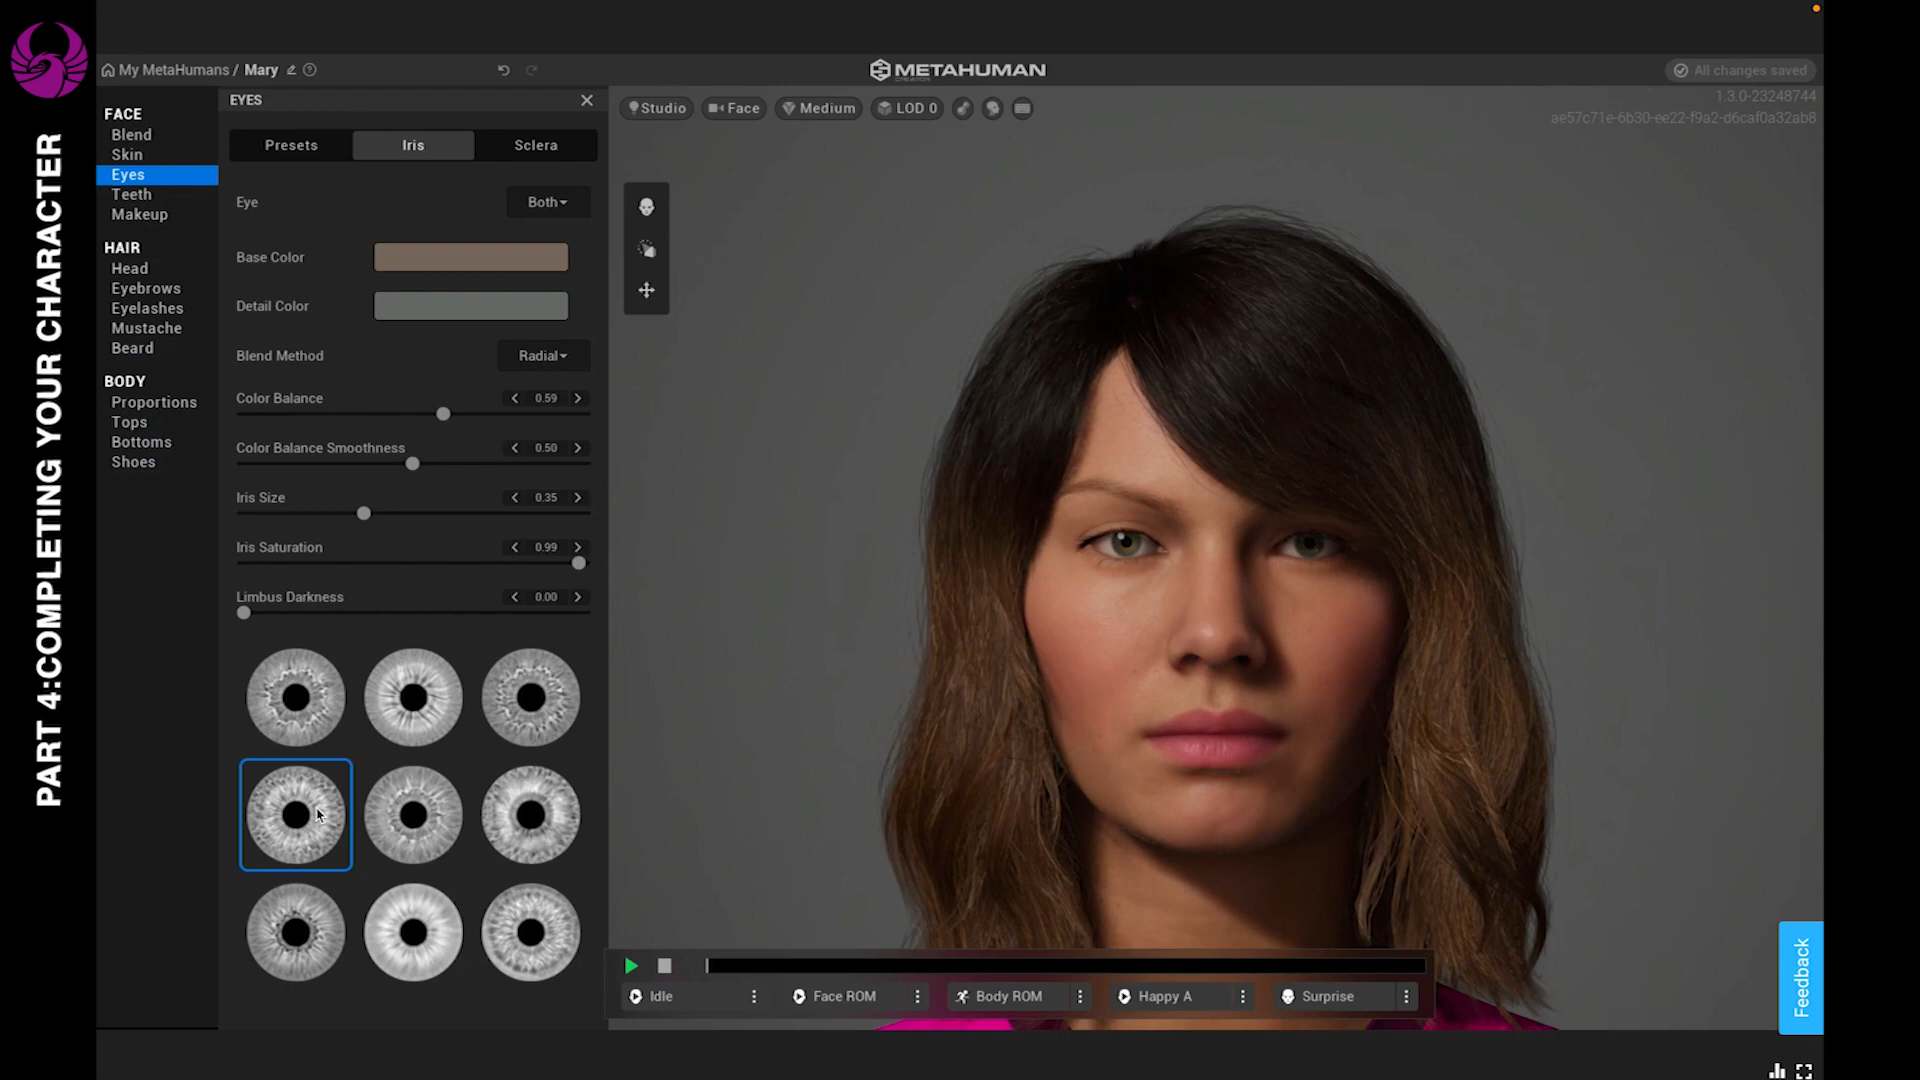 PART 4:COMPLETING YOUR CHARACTER
My MetaHumans / Mary
METAHUMAN
CREATOR
All changes saved
1.3.0-23248744
ae57c71e-6b30-ee22-f9a2-d6caf0a32ab8
FACE
Blend
Skin
Eyes
Teeth
Makeup
HAIR
Head
Eyebrows
Eyelashes
Mustache
Beard
BODY
Proportions
Tops
Bottoms
Shoes
EYES
Presets
Iris
Sclera
Eye
Both
Base Color
Detail Color
Blend Method
Radial
Color Balance
0.59
Color Balance Smoothness
0.50
Iris Size
0.35
Iris Saturation
0.99
Limbus Darkness
0.00
Studio
Face
Medium
LOD 0
Idle
Face ROM
Body ROM
Happy A
Surprise
Feedback